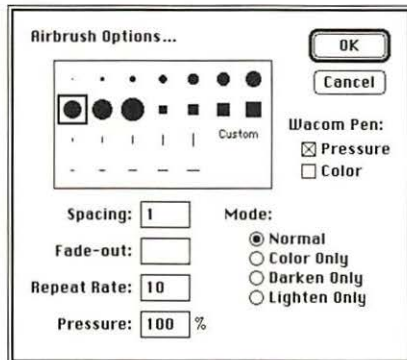 Airbrush Options...
OK
Cancel
Custom
Wacom Pen:
Pressure
Color
Spacing: 1
Fade-out:
Repeat Rate: 10
Pressure: 100 %
Mode:
Normal
Color Only
Darken Only
Lighten Only